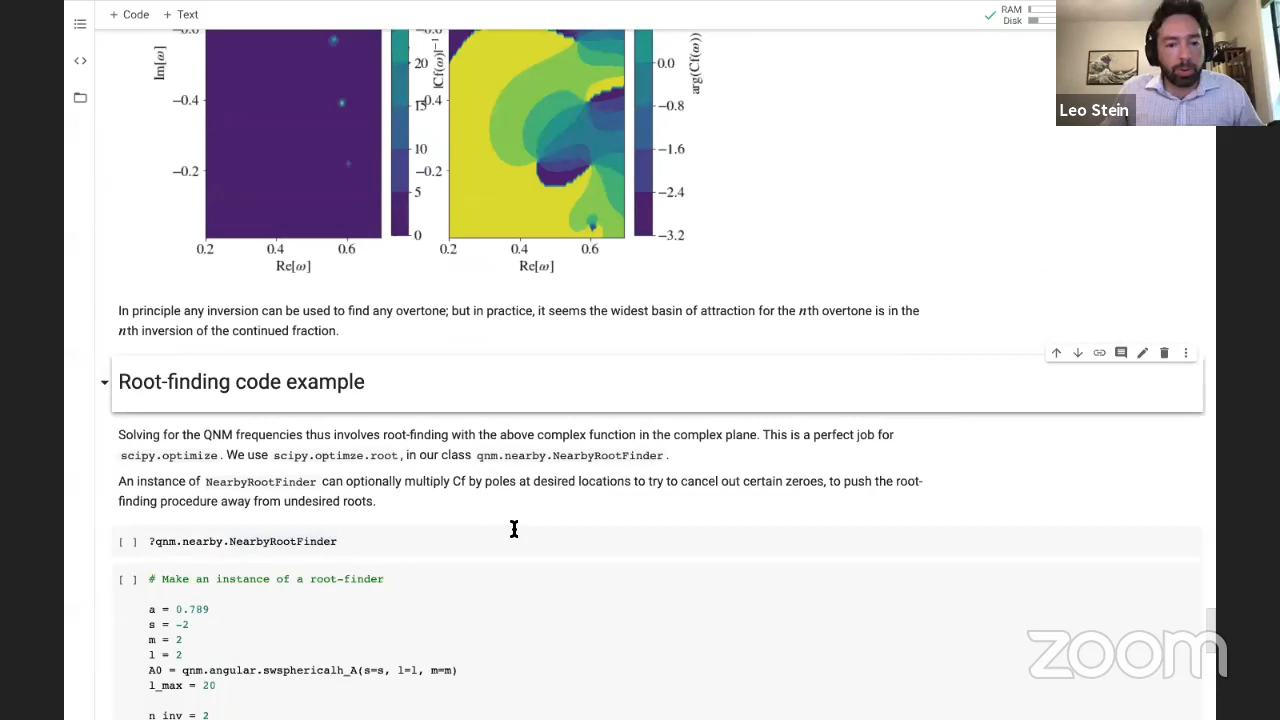 + Code + Text
RAM
Disk
Leo Stein
Im[ω]
−0.4
−0.2
0.2 0.4 0.6
Re[ω]
20
15
10
5
0
|Cf(ω)|⁻¹
−0.4
−0.2
0.2 0.4 0.6
Re[ω]
0.0
−0.8
−1.6
−2.4
−3.2
arg(Cf(ω))
In principle any inversion can be used to find any overtone; but in practice, it seems the widest basin of attraction for the nth overtone is in the
nth inversion of the continued fraction.
Root-finding code example
Solving for the QNM frequencies thus involves root-finding with the above complex function in the complex plane. This is a perfect job for
scipy.optimize. We use scipy.optimze.root, in our class qnm.nearby.NearbyRootFinder.
An instance of NearbyRootFinder can optionally multiply Cf by poles at desired locations to try to cancel out certain zeroes, to push the root-
finding procedure away from undesired roots.
[ ] ?qnm.nearby.NearbyRootFinder
[ ] # Make an instance of a root-finder
a = 0.789
s = -2
m = 2
l = 2
A0 = qnm.angular.swsphericalh_A(s=s, l=l, m=m)
l_max = 20
n_inv = 2
zoom